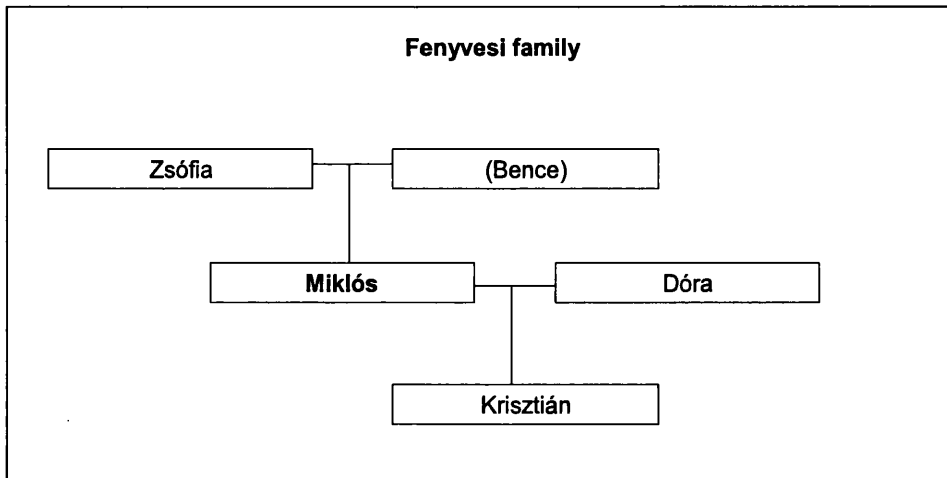 Fenyvesi family
Zsófia
(Bence)
Miklós
Dóra
Krisztián